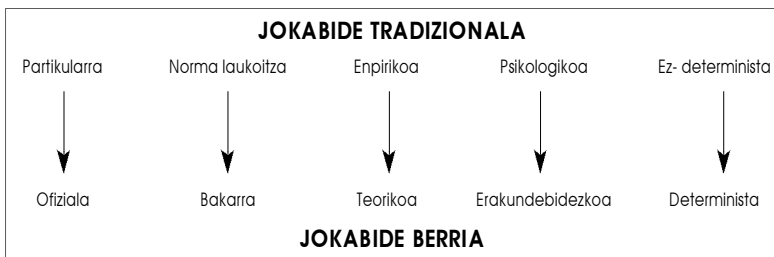 JOKABIDE TRADIZIONALA
Partikularra Norma laukoitza Enpirikoa Psikologikoa Ez- determinista
Ofiziala Bakarra Teorikoa Erakundebidezkoa Determinista
JOKABIDE BERRIA